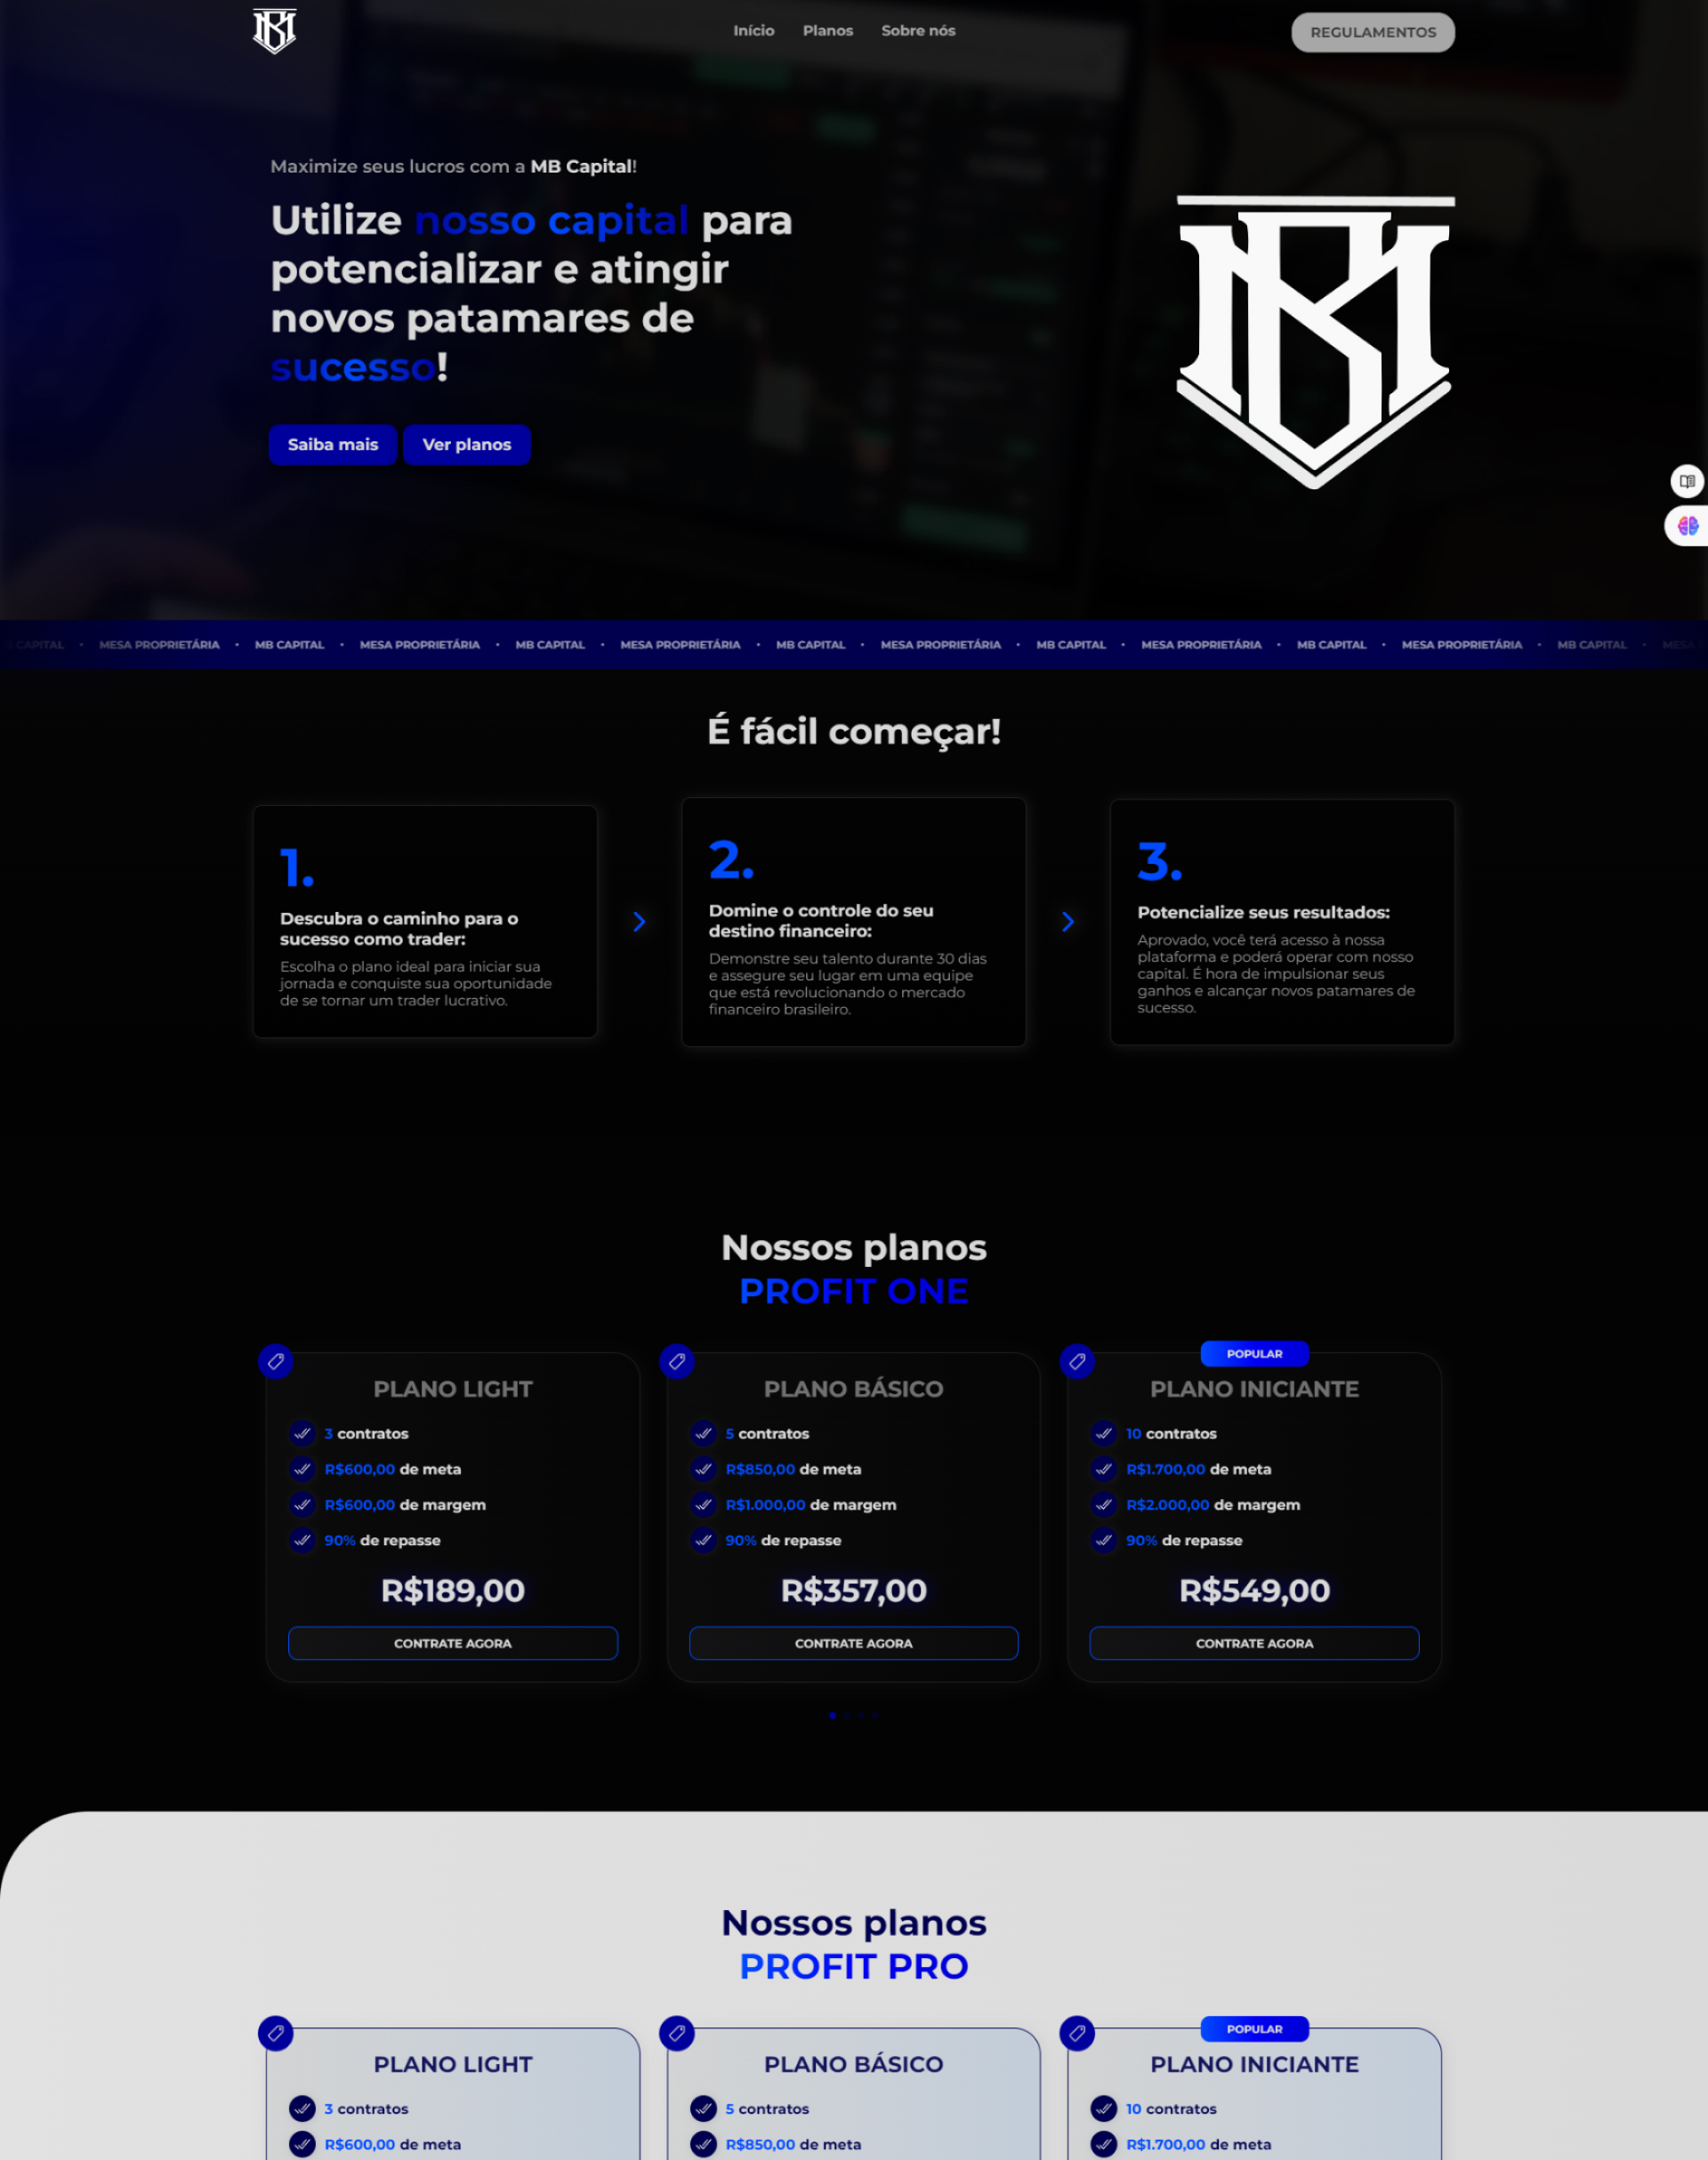 Início Planos Sobre nós REGULAMENTOS
Maximize seus lucros com a MB Capital!
Utilize nosso capital para
potencializar e atingir
novos patamares de
sucesso!
Saiba mais Ver planos
CAPITAL • MESA PROPRIETÁRIA • MB CAPITAL • MESA PROPRIETÁRIA • MB CAPITAL • MESA PROPRIETÁRIA • MB CAPITAL • MESA PROPRIETÁRIA • MB CAPITAL • MESA PROPRIETÁRIA • MB CAPITAL • MESA PROPRIETÁRIA • MB CAPITAL •
É fácil começar!
1.
Descubra o caminho para o
sucesso como trader:
Escolha o plano ideal para iniciar sua
jornada e conquiste sua oportunidade
de se tornar um trader lucrativo.
2.
Domine o controle do seu
destino financeiro:
Demonstre seu talento durante 30 dias
e assegure seu lugar em uma equipe
que está revolucionando o mercado
financeiro brasileiro.
3.
Potencialize seus resultados:
Aprovado, você terá acesso à nossa
plataforma e poderá operar com nosso
capital. É hora de impulsionar seus
ganhos e alcançar novos patamares de
sucesso.
Nossos planos
PROFIT ONE
PLANO LIGHT
3 contratos
R$600,00 de meta
R$600,00 de margem
90% de repasse
R$189,00
CONTRATE AGORA
PLANO BÁSICO
5 contratos
R$850,00 de meta
R$1.000,00 de margem
90% de repasse
R$357,00
CONTRATE AGORA
POPULAR
PLANO INICIANTE
10 contratos
R$1.700,00 de meta
R$2.000,00 de margem
90% de repasse
R$549,00
CONTRATE AGORA
Nossos planos
PROFIT PRO
PLANO LIGHT
3 contratos
R$600,00 de meta
PLANO BÁSICO
5 contratos
R$850,00 de meta
POPULAR
PLANO INICIANTE
10 contratos
R$1.700,00 de meta